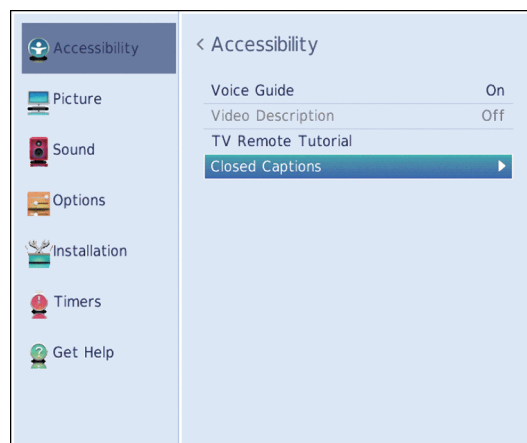 Accessibility
Picture
Sound
Options
Installation
Timers
Get Help
< Accessibility
Voice Guide On
Video Description Off
TV Remote Tutorial
Closed Captions